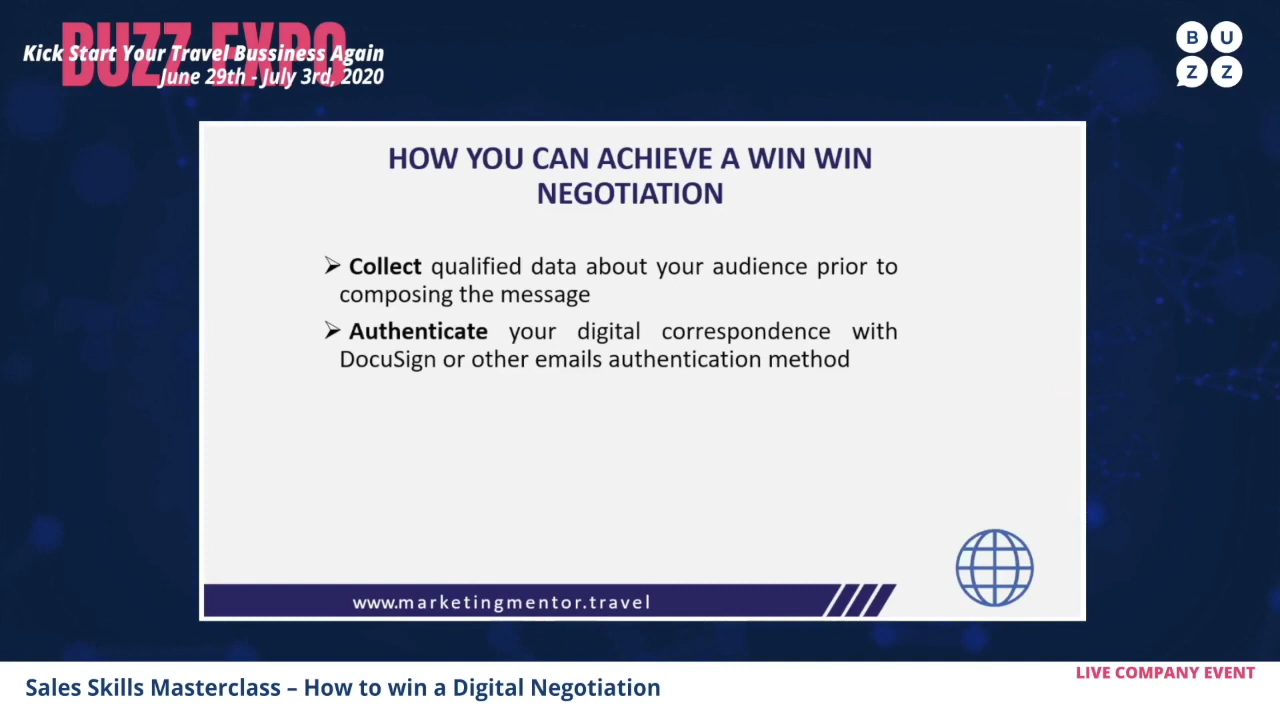 BUZZ EXPO
Kick Start Your Travel Bussiness Again
June 29th - July 3rd, 2020
B U
Z Z
HOW YOU CAN ACHIEVE A WIN WIN
NEGOTIATION
➢ Collect qualified data about your audience prior to
composing the message
➢ Authenticate your digital correspondence with
DocuSign or other emails authentication method
www.marketingmentor.travel
LIVE COMPANY EVENT
Sales Skills Masterclass – How to win a Digital Negotiation